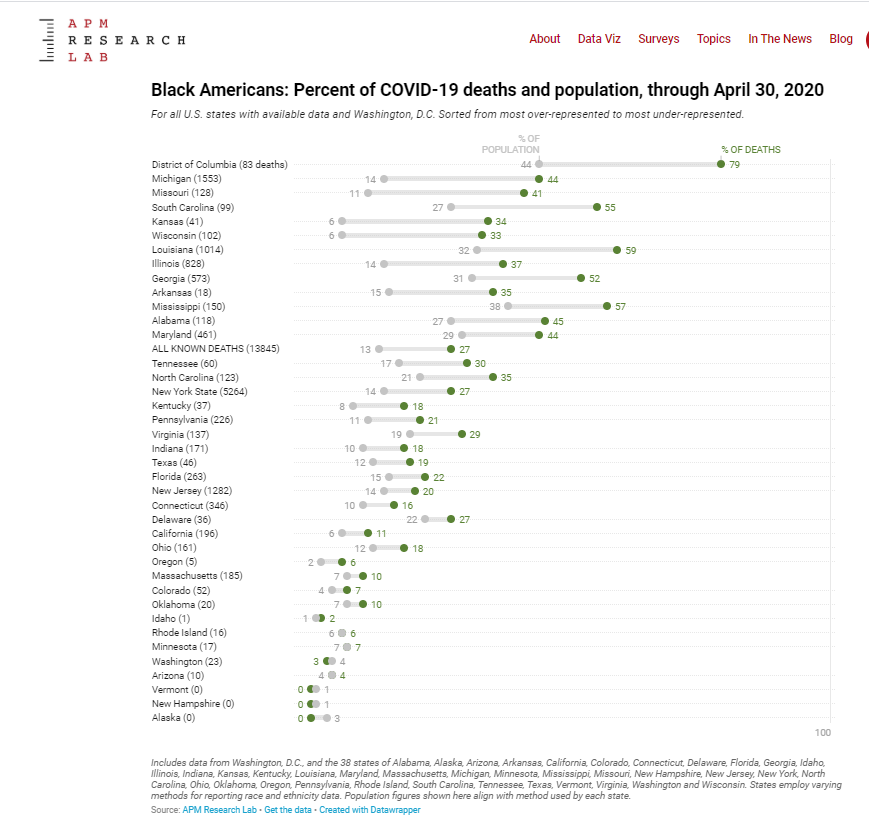 APM
RESEARCH
LAB
About Data Viz Surveys Topics In The News Blog
Black Americans: Percent of COVID-19 deaths and population, through April 30, 2020
For all U.S. states with available data and Washington, D.C. Sorted from most over-represented to most under-represented.
% OF
POPULATION % OF DEATHS
District of Columbia (83 deaths) 44 79
Michigan (1553) 14 44
Missouri (128) 11 41
South Carolina (99) 27 55
Kansas (41) 6 34
Wisconsin (102) 6 33
Louisiana (1014) 32 59
Illinois (828) 14 37
Georgia (573) 31 52
Arkansas (18) 15 35
Mississippi (150) 38 57
Alabama (118) 27 45
Maryland (461) 29 44
ALL KNOWN DEATHS (13845) 13 27
Tennessee (60) 17 30
North Carolina (123) 21 35
New York State (5264) 14 27
Kentucky (37) 8 18
Pennsylvania (226) 11 21
Virginia (137) 19 29
Indiana (171) 10 18
Texas (46) 12 19
Florida (263) 15 22
New Jersey (1282) 14 20
Connecticut (346) 10 16
Delaware (36) 22 27
California (196) 6 11
Ohio (161) 12 18
Oregon (5) 2 6
Massachusetts (185) 7 10
Colorado (52) 4 7
Oklahoma (20) 7 10
Idaho (1) 1 2
Rhode Island (16) 6 6
Minnesota (17) 7 7
Washington (23) 3 4
Arizona (10) 4 4
Vermont (0) 0 1
New Hampshire (0) 0 1
Alaska (0) 0 3
100
Includes data from Washington, D.C., and the 38 states of Alabama, Alaska, Arizona, Arkansas, California, Colorado, Connecticut, Delaware, Florida, Georgia, Idaho,
Illinois, Indiana, Kansas, Kentucky, Louisiana, Maryland, Massachusetts, Michigan, Minnesota, Mississippi, Missouri, New Hampshire, New Jersey, New York, North
Carolina, Ohio, Oklahoma, Oregon, Pennsylvania, Rhode Island, South Carolina, Tennessee, Texas, Vermont, Virginia, Washington and Wisconsin. States employ varying
methods for reporting race and ethnicity data. Population figures shown here align with method used by each state.
Source: APM Research Lab • Get the data • Created with Datawrapper